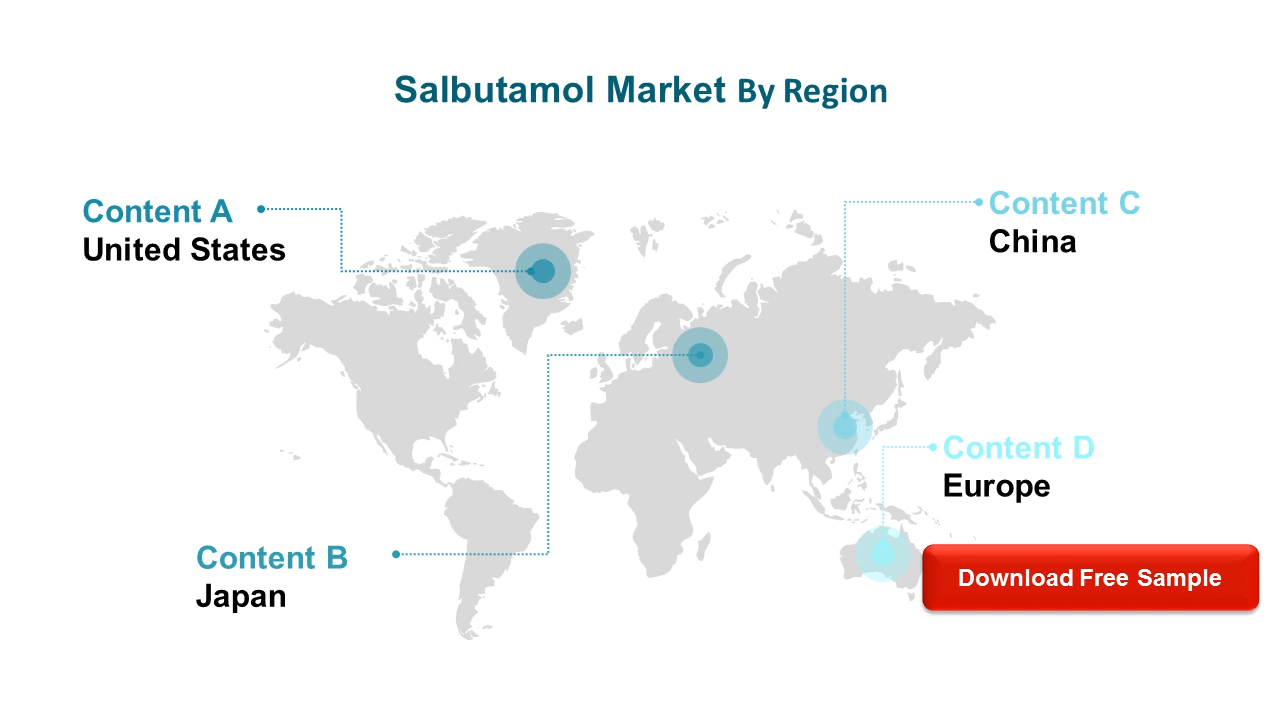 Salbutamol Market By Region
Content A
United States
Content C
China
Content D
Europe
Content B
Japan
Download Free Sample